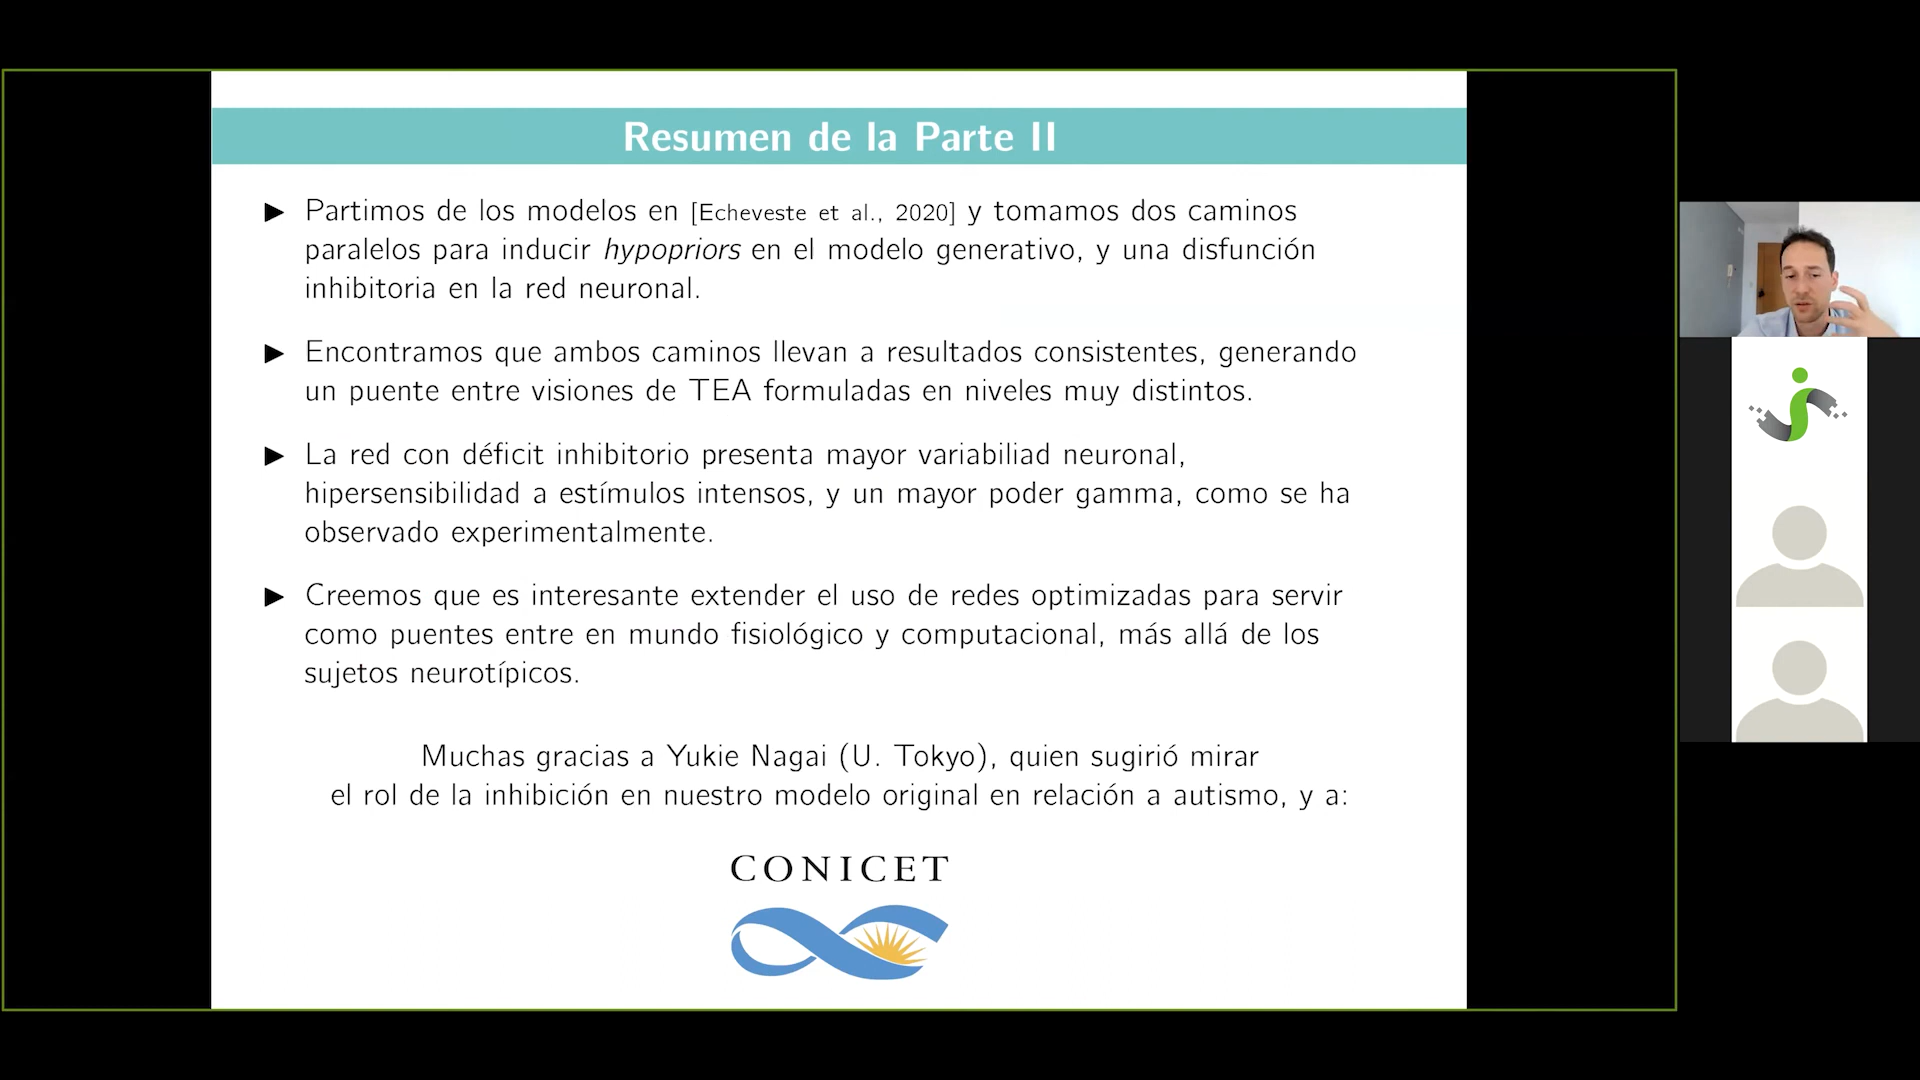 Resumen de la Parte II
▶ Partimos de los modelos en [Echeveste et al., 2020] y tomamos dos caminos
paralelos para inducir hypopriors en el modelo generativo, y una disfunción
inhibitoria en la red neuronal.
▶ Encontramos que ambos caminos llevan a resultados consistentes, generando
un puente entre visiones de TEA formuladas en niveles muy distintos.
▶ La red con déficit inhibitorio presenta mayor variabiliad neuronal,
hipersensibilidad a estímulos intensos, y un mayor poder gamma, como se ha
observado experimentalmente.
▶ Creemos que es interesante extender el uso de redes optimizadas para servir
como puentes entre en mundo fisiológico y computacional, más allá de los
sujetos neurotípicos.
Muchas gracias a Yukie Nagai (U. Tokyo), quien sugirió mirar
el rol de la inhibición en nuestro modelo original en relación a autismo, y a:
CONICET